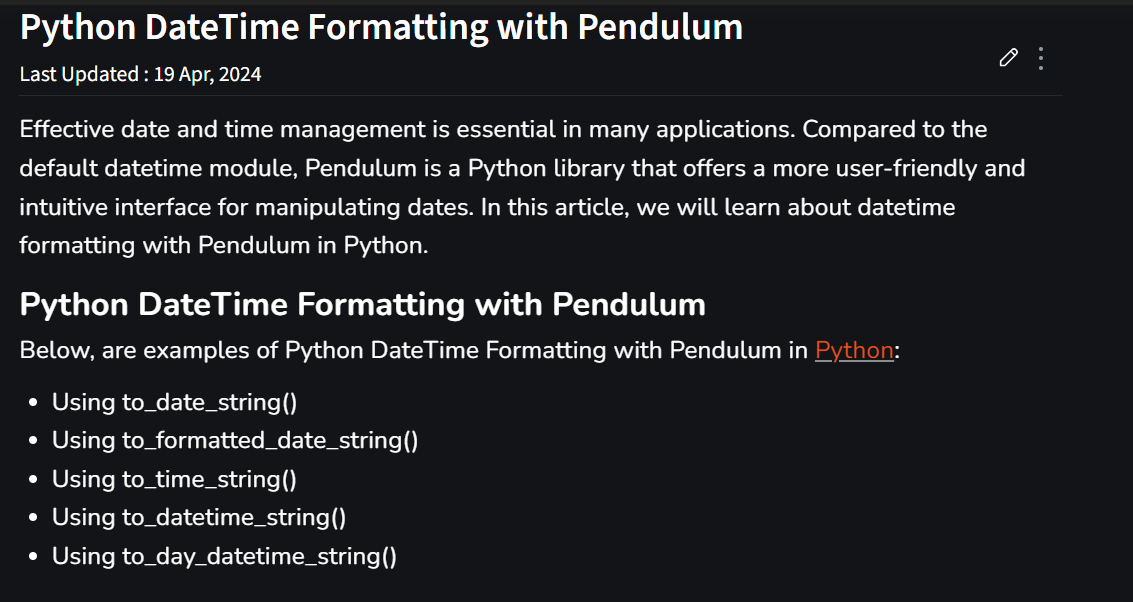 Python DateTime Formatting with Pendulum
Last Updated : 19 Apr, 2024
Effective date and time management is essential in many applications. Compared to the
default datetime module, Pendulum is a Python library that offers a more user-friendly and
intuitive interface for manipulating dates. In this article, we will learn about datetime
formatting with Pendulum in Python.
Python DateTime Formatting with Pendulum
Below, are examples of Python DateTime Formatting with Pendulum in Python:
• Using to_date_string()
• Using to_formatted_date_string()
• Using to_time_string()
• Using to_datetime_string()
• Using to_day_datetime_string()